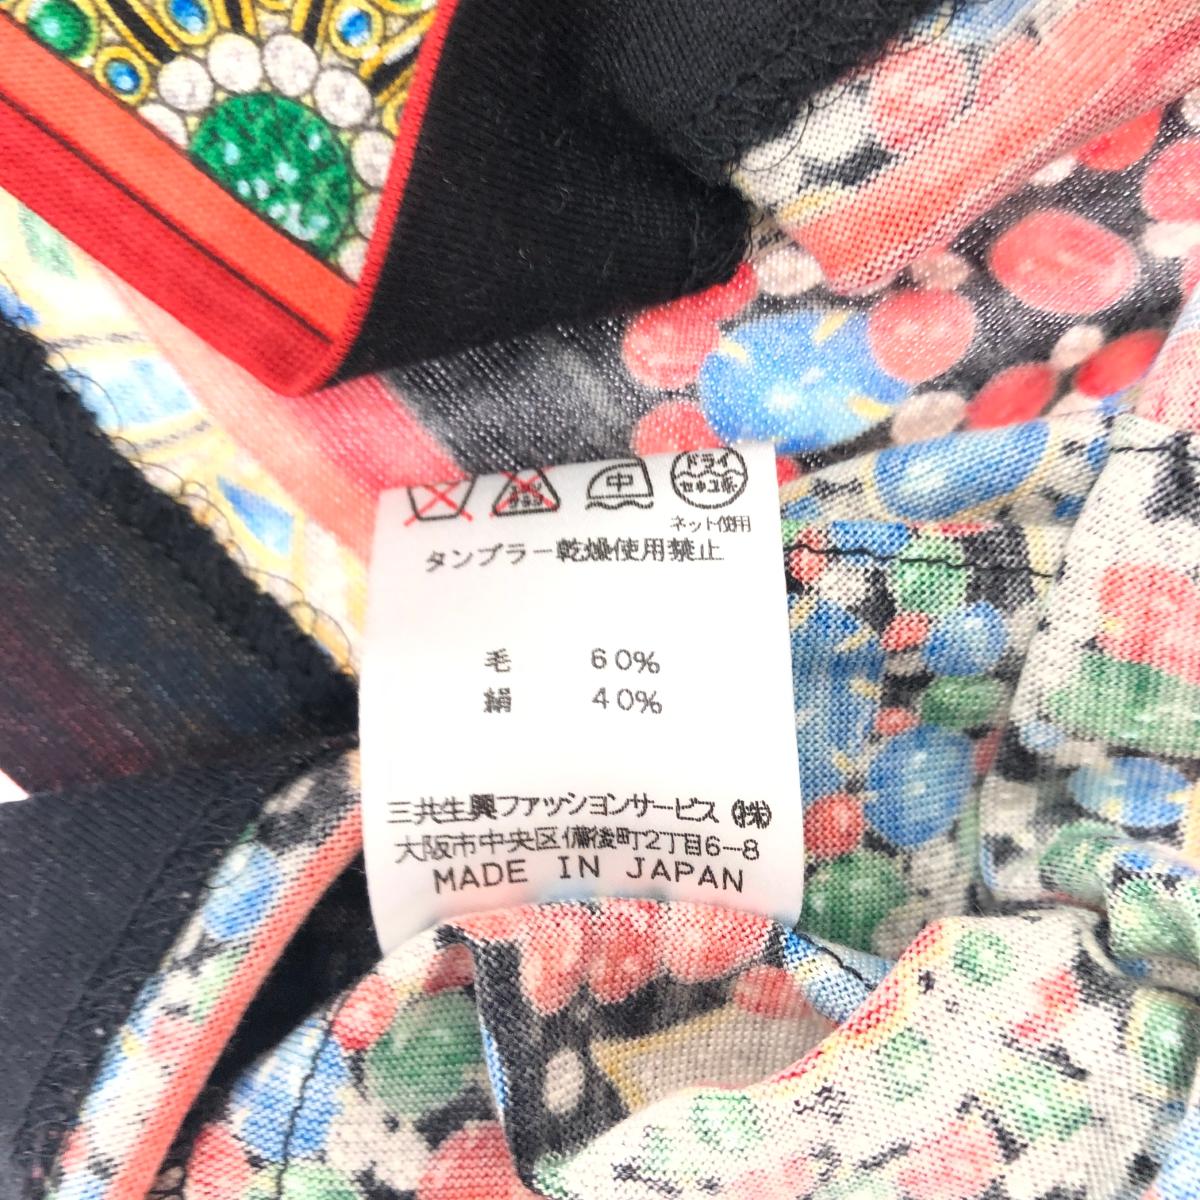 中 ドライ セキユ系
ネット使用
タンブラー乾燥使用禁止
毛 60%
絹 40%
三共生興ファッションサービス ㈱
大阪市中央区備後町2丁目6-8
MADE IN JAPAN